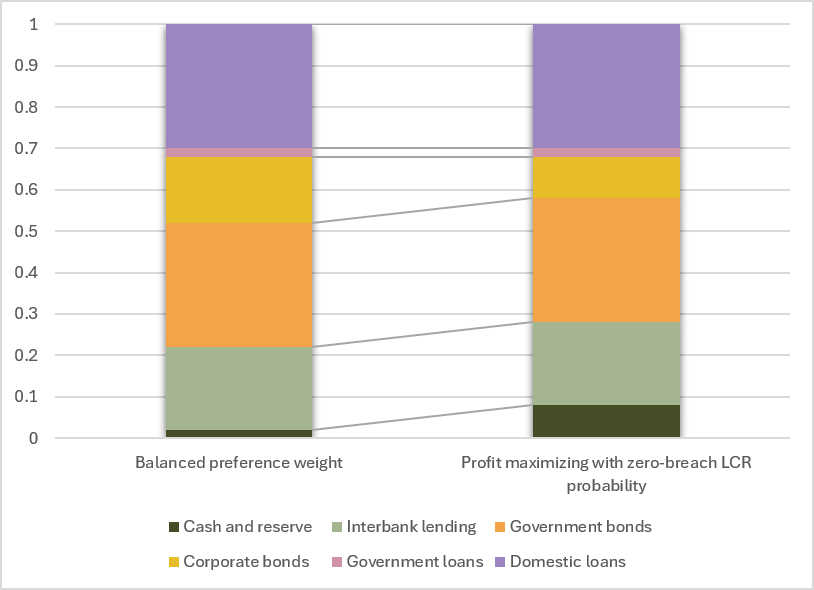 1
0.9
0.8
0.7
0.6
0.5
0.4
0.3
0.2
0.1
0
Balanced preference weight
Profit maximizing with zero-breach LCR
probability
Cash and reserve
Interbank lending
Government bonds
Corporate bonds
Government loans
Domestic loans